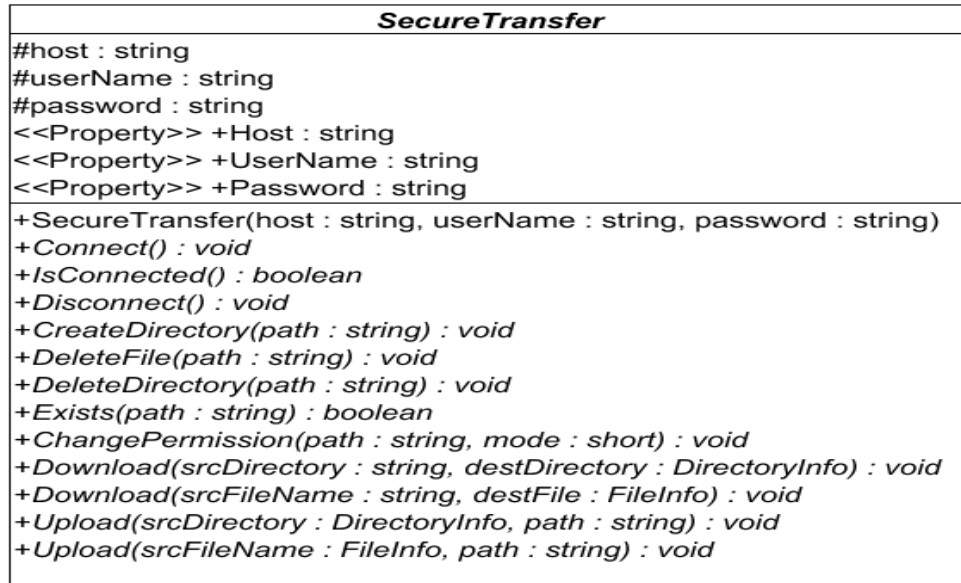 SecureTransfer
#host : string
#userName : string
#password : string
<<Property>> +Host : string
<<Property>> +UserName : string
<<Property>> +Password : string
+SecureTransfer(host : string, userName : string, password : string)
+Connect() : void
+IsConnected() : boolean
+Disconnect() : void
+CreateDirectory(path : string) : void
+DeleteFile(path : string) : void
+DeleteDirectory(path : string) : void
+Exists(path : string) : boolean
+ChangePermission(path : string, mode : short) : void
+Download(srcDirectory : string, destDirectory : DirectoryInfo) : void
+Download(srcFileName : string, destFile : FileInfo) : void
+Upload(srcDirectory : DirectoryInfo, path : string) : void
+Upload(srcFileName : FileInfo, path : string) : void